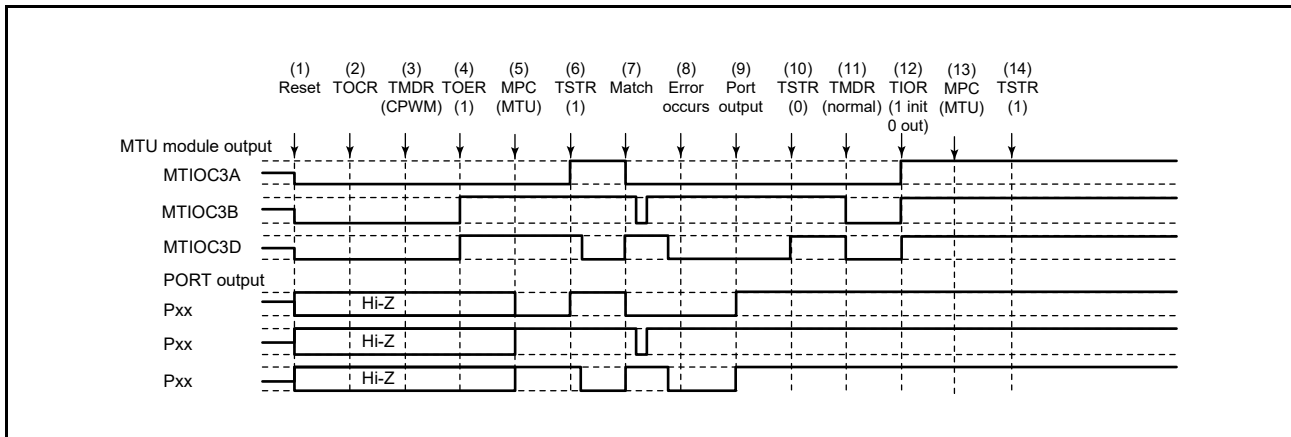 (1) (2) (3) (4) (5) (6) (7) (8) (9) (10) (11) (12) (13) (14)
Reset TOCR TMDR TOER MPC TSTR Match Error Port TSTR TMDR TIOR MPC TSTR
(CPWM) (1) (MTU) (1) occurs output (0) (normal) (1 init (MTU) (1)
0 out)
MTU module output
MTIOC3A
MTIOC3B
MTIOC3D
PORT output
Pxx Hi-Z
Pxx Hi-Z
Pxx Hi-Z